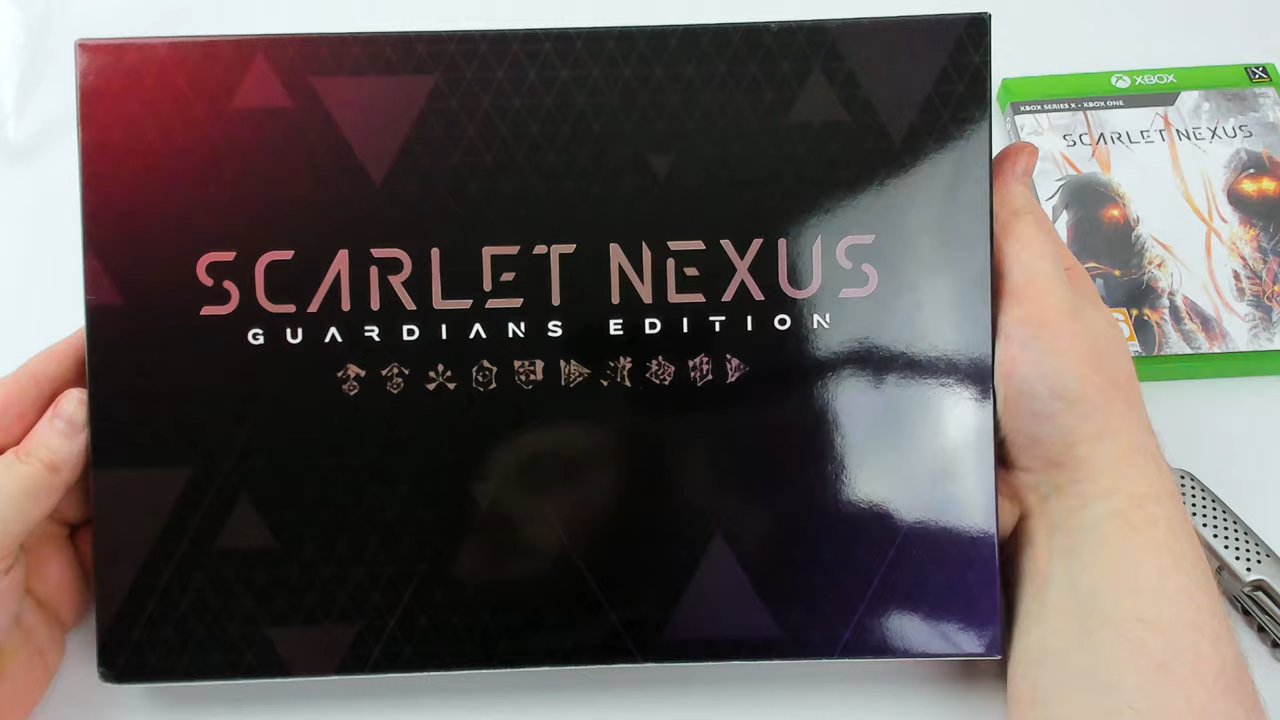 SCARLET NEXUS
GUARDIANS EDITION
XBOX
XBOX SERIES X • XBOX ONE
SCARLET NEXUS